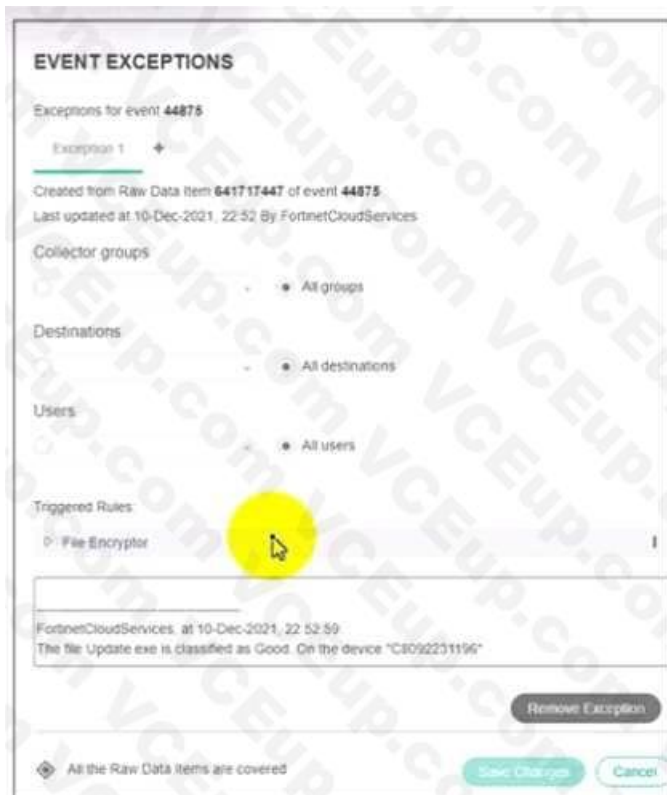 EVENT EXCEPTIONS
Exceptions for event 44875
Exception 1 +
Created from Raw Data Item 641717447 of event 44875
Last updated at 10-Dec-2021, 22:52 By FortinetCloudServices
Collector groups
All groups
Destinations
All destinations
Users
All users
Triggered Rules
File Encryptor
FortinetCloudServices, at 10-Dec-2021, 22:52:59
The file Update.exe is classified as Good. On the device "C8092231196"
Remove Exception
All the Raw Data items are covered
Save Changes
Cancel
VCEup.com